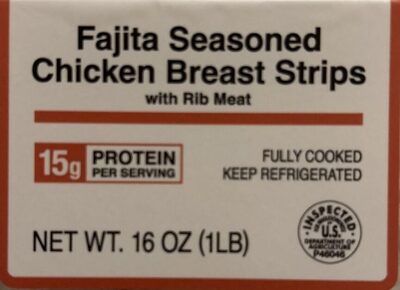 Fajita Seasoned
Chicken Breast Strips
with Rib Meat
15g PROTEIN
PER SERVING
FULLY COOKED
KEEP REFRIGERATED
NET WT. 16 OZ (1LB)
INSPECTED
U.S.
DEPARTMENT OF
AGRICULTURE
P46046